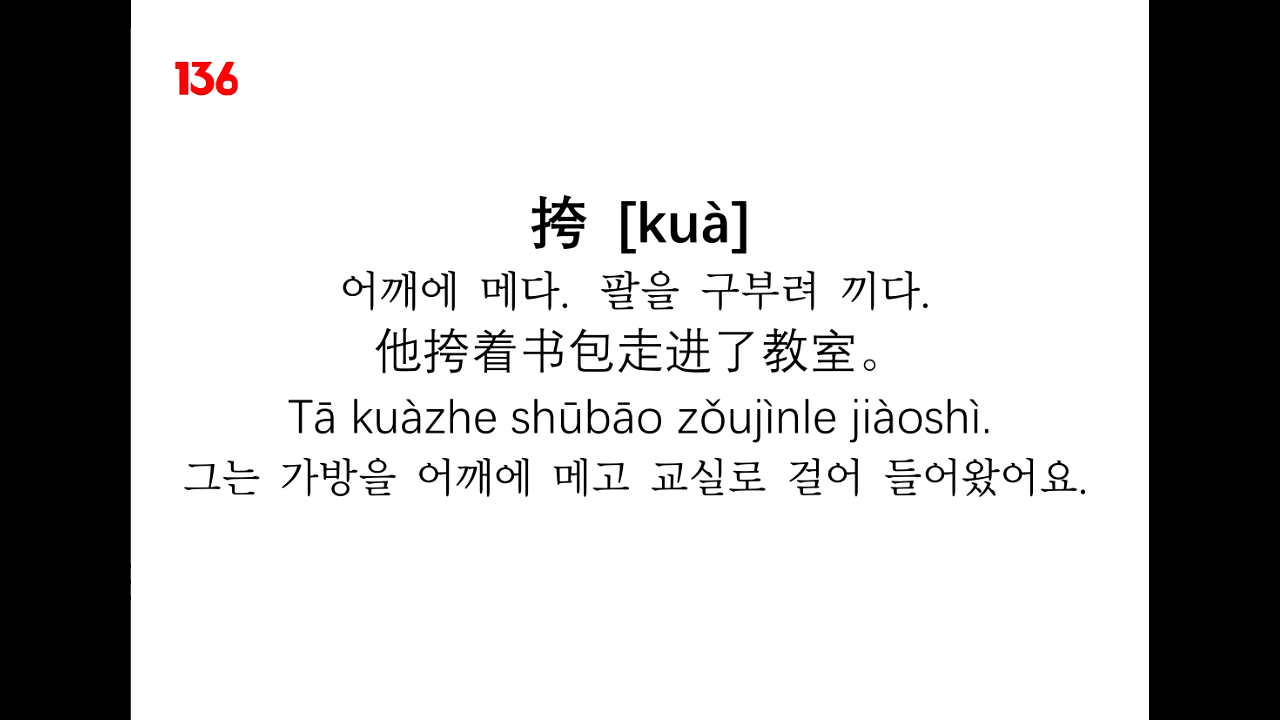 136
挎 [kuà]
어깨에 메다. 팔을 구부려 끼다.
他挎着书包走进了教室。
Tā kuàzhe shūbāo zǒujìnle jiàoshì.
그는 가방을 어깨에 메고 교실로 걸어 들어왔어요.